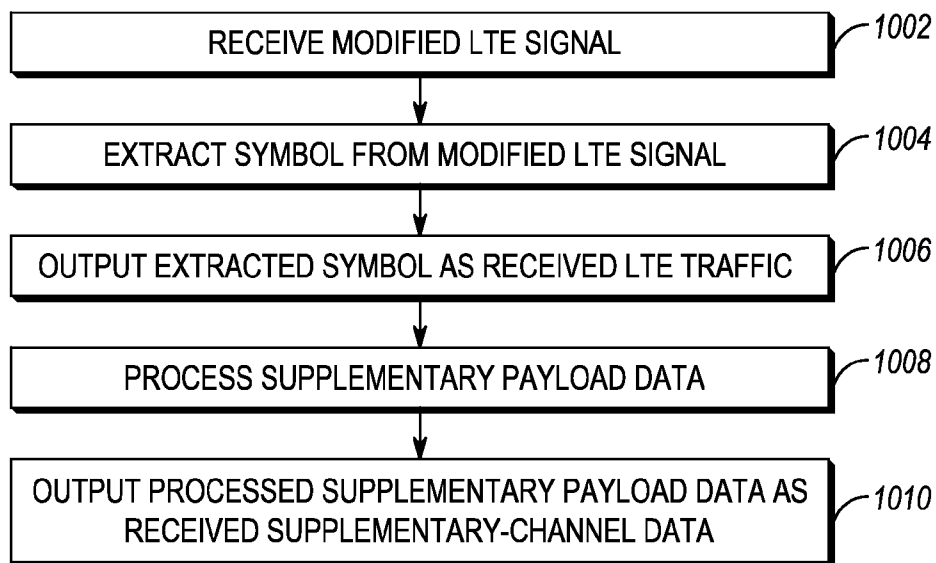 RECEIVE MODIFIED LTE SIGNAL
1002
EXTRACT SYMBOL FROM MODIFIED LTE SIGNAL
1004
OUTPUT EXTRACTED SYMBOL AS RECEIVED LTE TRAFFIC
1006
PROCESS SUPPLEMENTARY PAYLOAD DATA
1008
OUTPUT PROCESSED SUPPLEMENTARY PAYLOAD DATA AS
RECEIVED SUPPLEMENTARY-CHANNEL DATA
1010